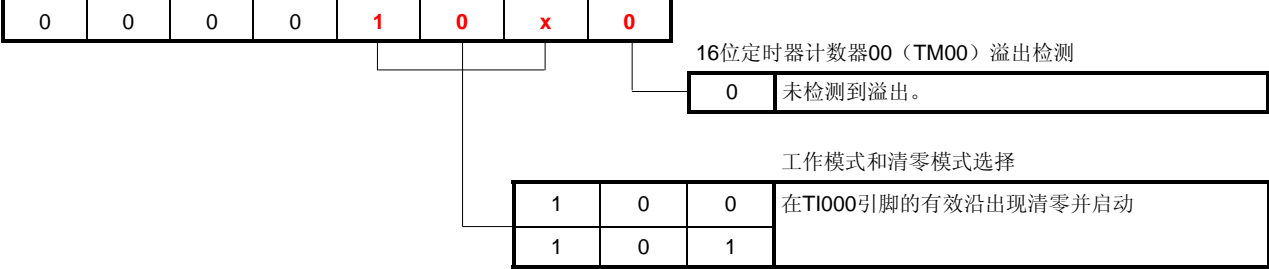 0 0 0 0 1 0 x 0
16位定时器计数器00（TM00）溢出检测
0 未检测到溢出。
工作模式和清零模式选择
1 0 0 在TI000引脚的有效沿出现清零并启动
1 0 1